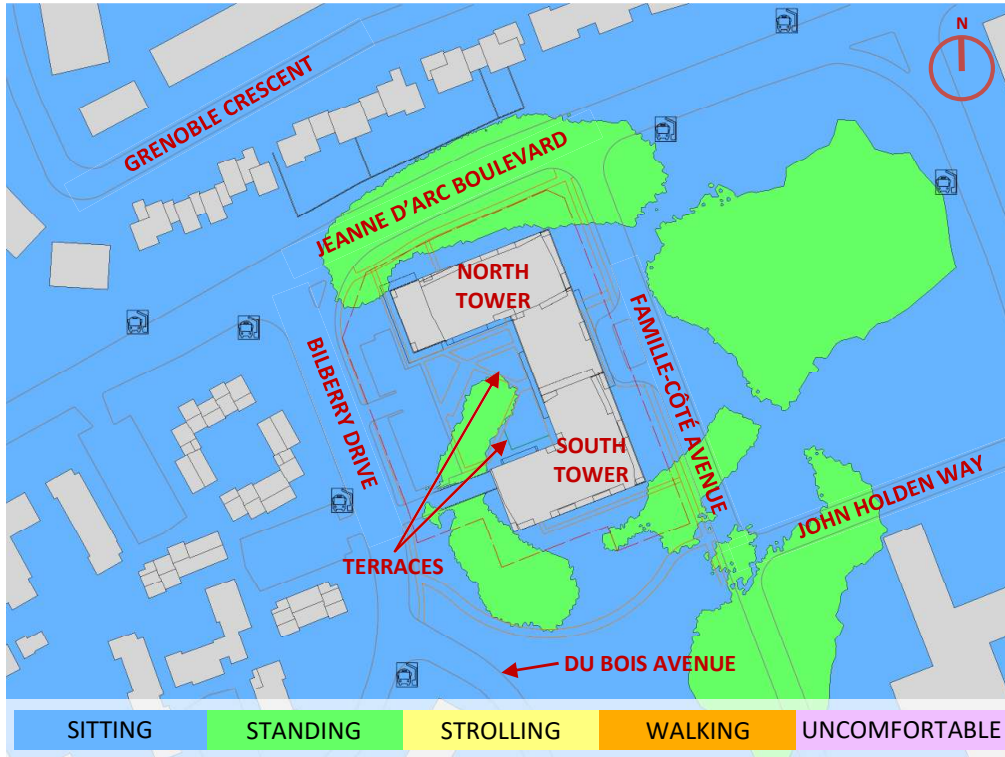 N
GRENOBLE CRESCENT
JEANNE D'ARC BOULEVARD
NORTH
TOWER
FAMILLE-CÔTÉ AVENUE
BILBERRY DRIVE
SOUTH
TOWER
JOHN HOLDEN WAY
TERRACES
DU BOIS AVENUE
SITTING
STANDING
STROLLING
WALKING
UNCOMFORTABLE